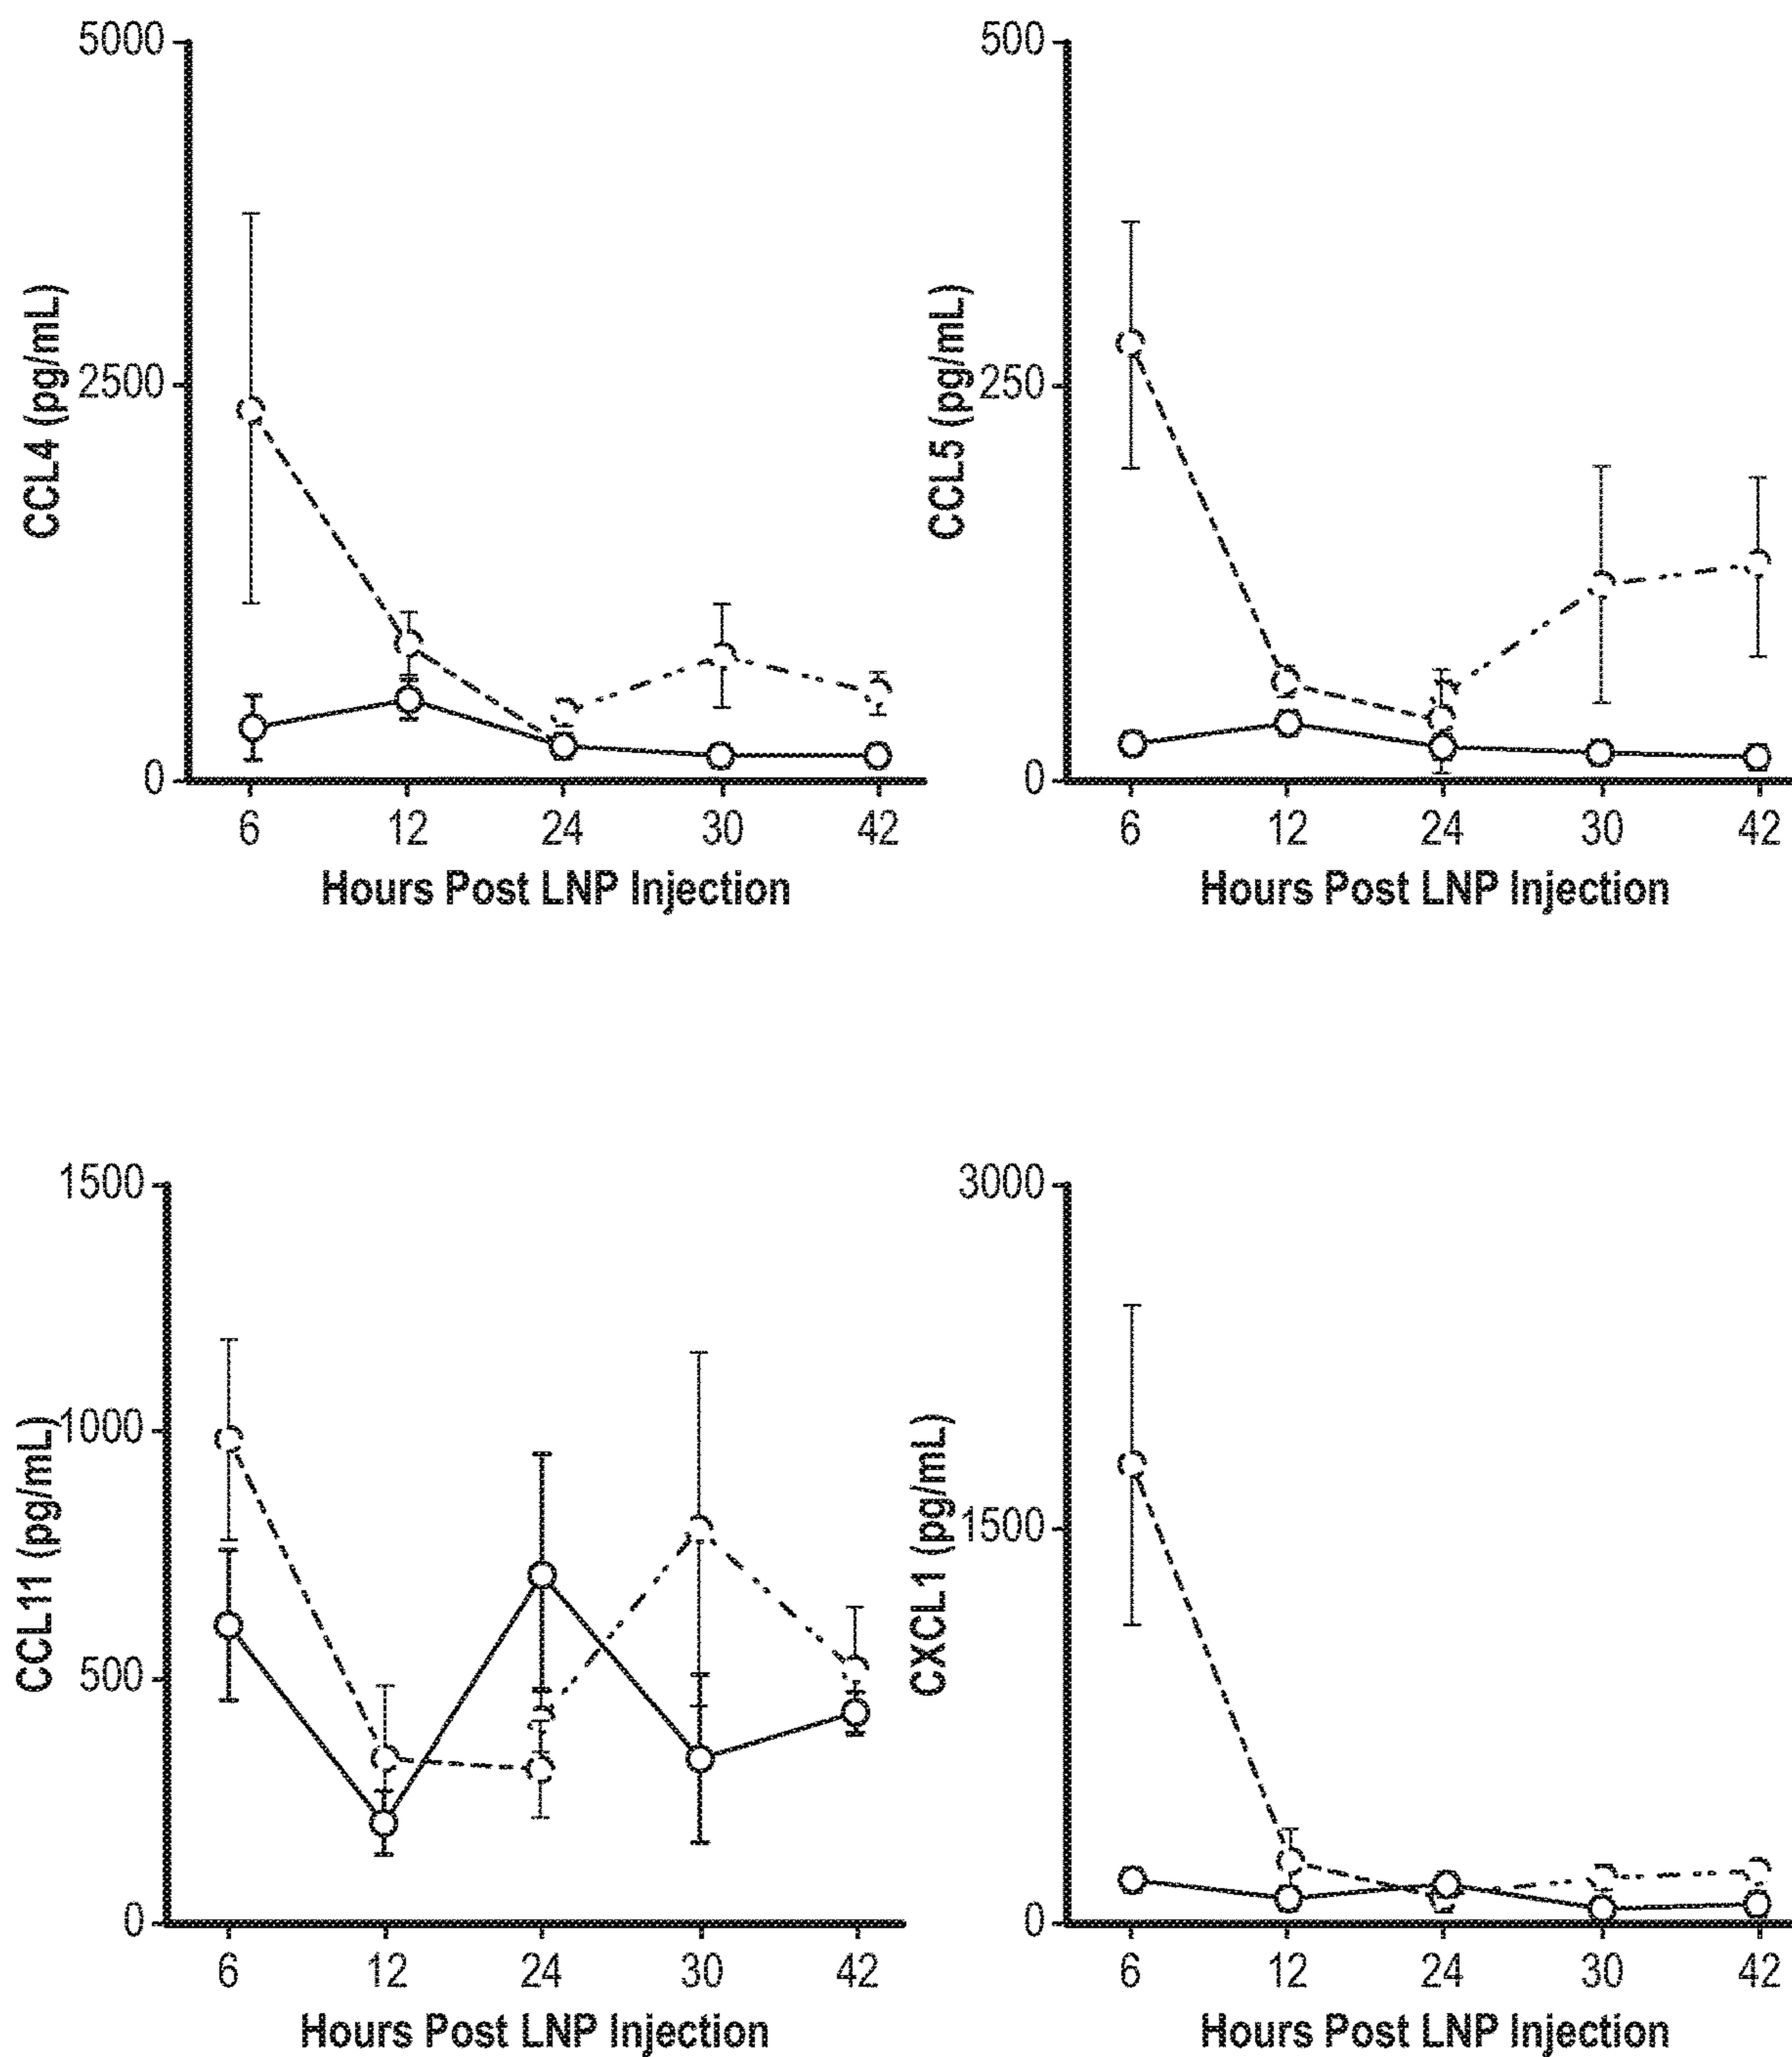 5000
2500
0
CCL4 (pg/mL)
6 12 24 30 42
Hours Post LNP Injection
500
250
0
CCL5 (pg/mL)
6 12 24 30 42
Hours Post LNP Injection
1500
1000
500
0
CCL11 (pg/mL)
6 12 24 30 42
Hours Post LNP Injection
3000
1500
0
CXCL1 (pg/mL)
6 12 24 30 42
Hours Post LNP Injection